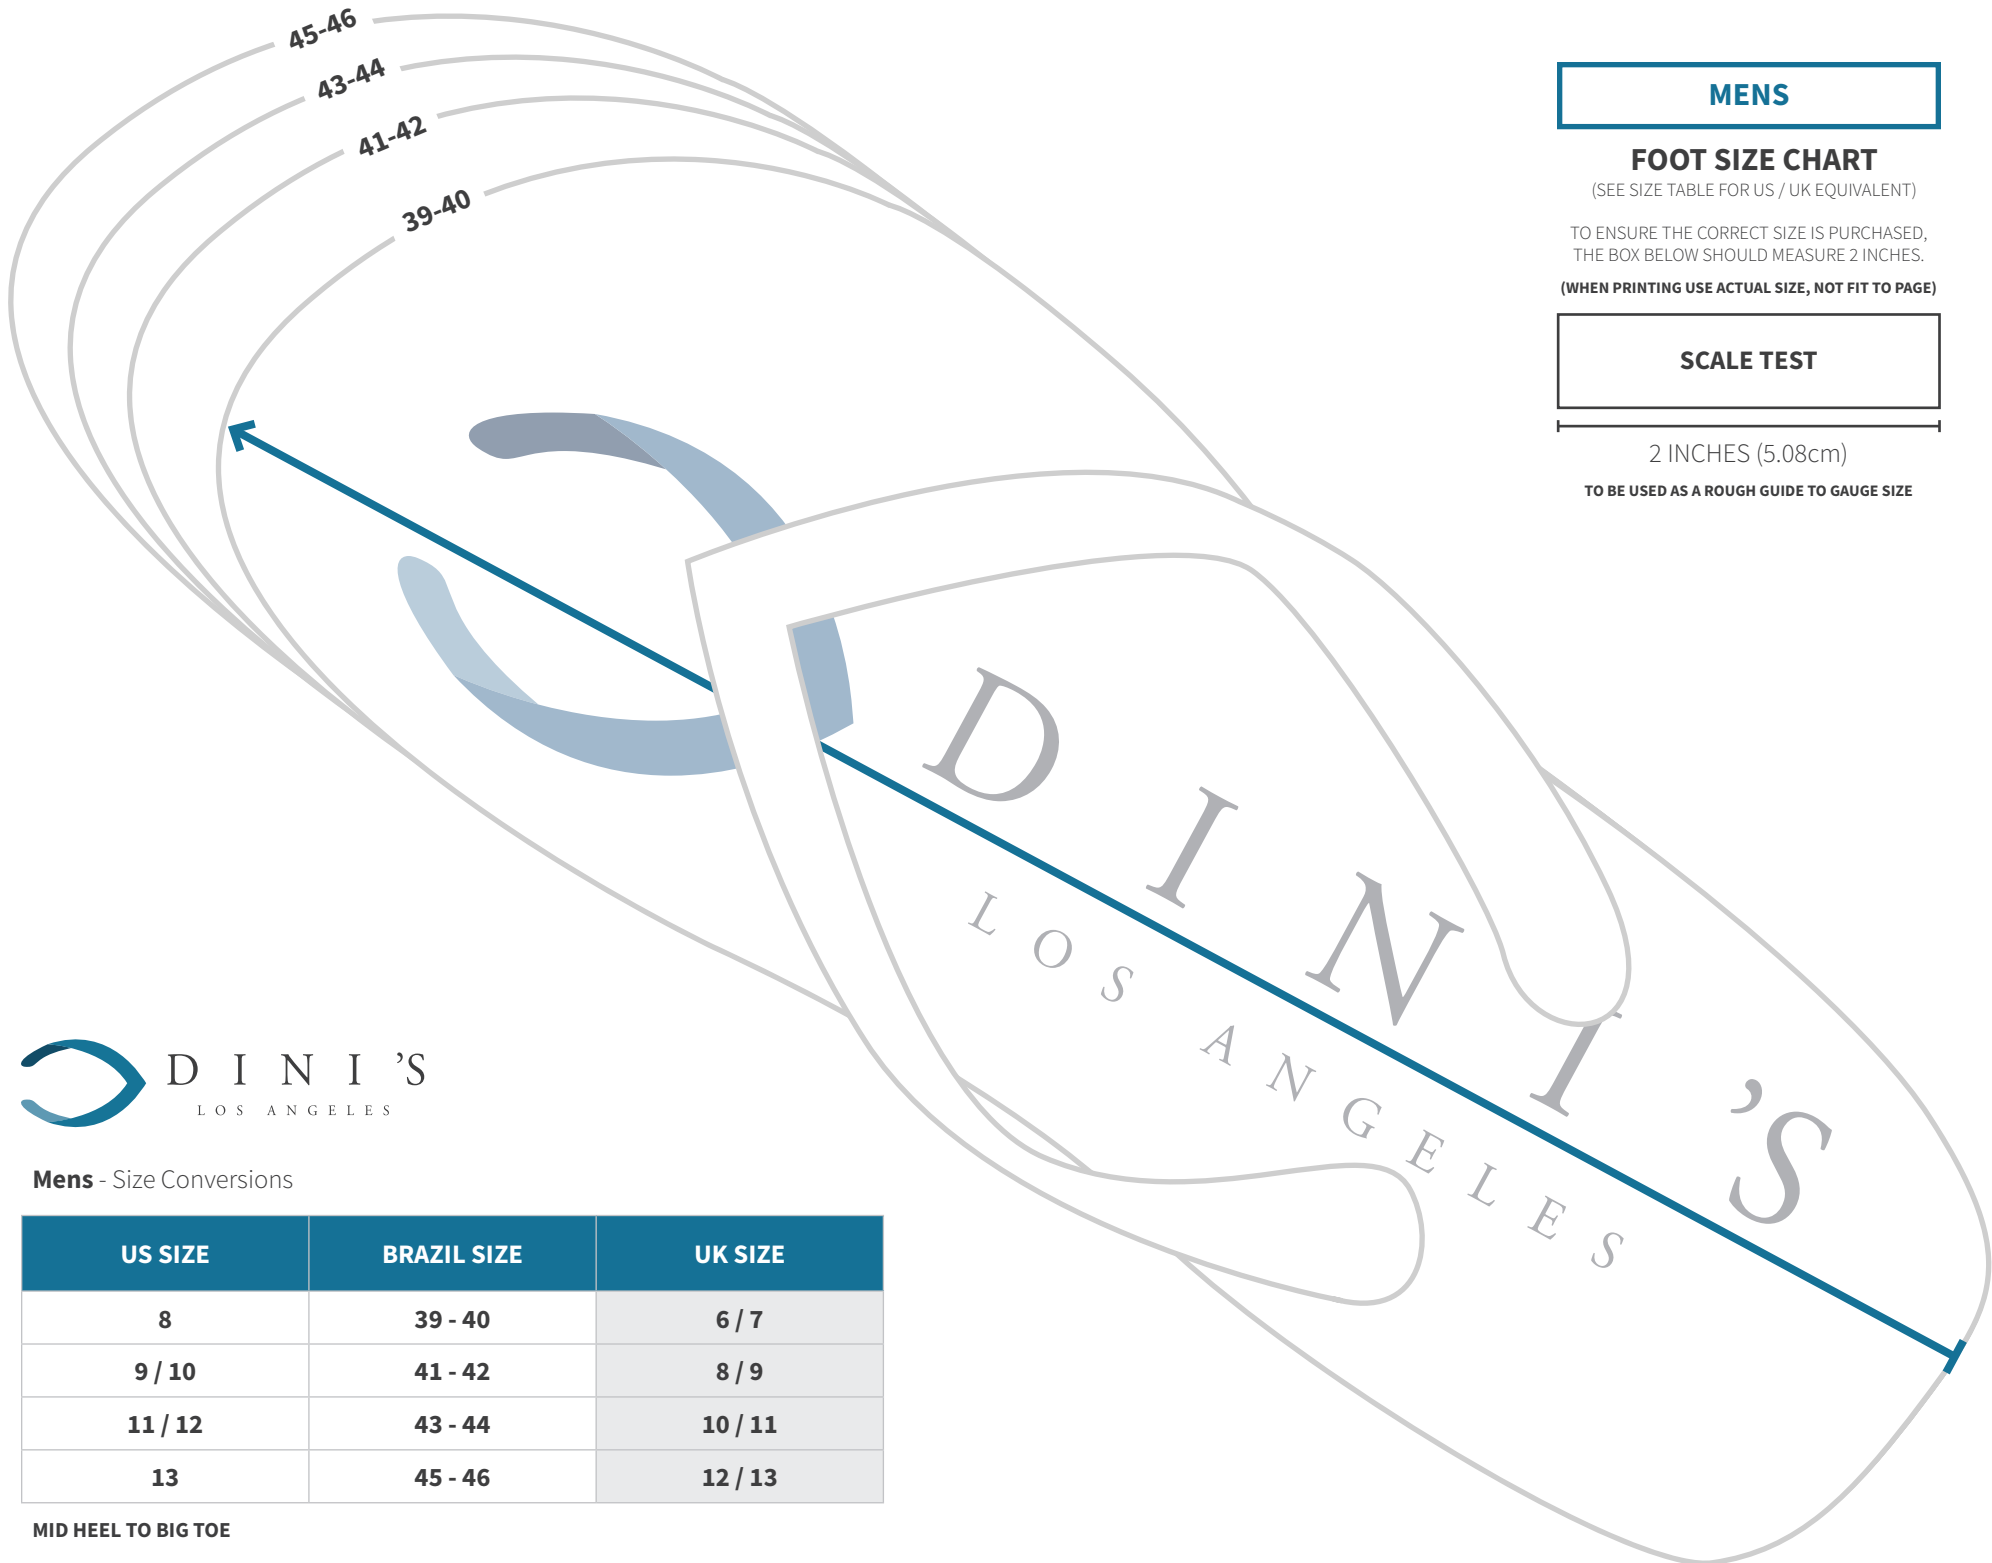 45-46
43-44
41-42
39-40
MENS
FOOT SIZE CHART
(SEE SIZE TABLE FOR US / UK EQUIVALENT)
TO ENSURE THE CORRECT SIZE IS PURCHASED,
THE BOX BELOW SHOULD MEASURE 2 INCHES.
(WHEN PRINTING USE ACTUAL SIZE, NOT FIT TO PAGE)
SCALE TEST
2 INCHES (5.08cm)
TO BE USED AS A ROUGH GUIDE TO GAUGE SIZE
DINI'S
LOS ANGELES
DINI'S
LOS ANGELES
Mens - Size Conversions
US SIZE BRAZIL SIZE UK SIZE
8 39 - 40 6 / 7
9 / 10 41 - 42 8 / 9
11 / 12 43 - 44 10 / 11
13 45 - 46 12 / 13
MID HEEL TO BIG TOE